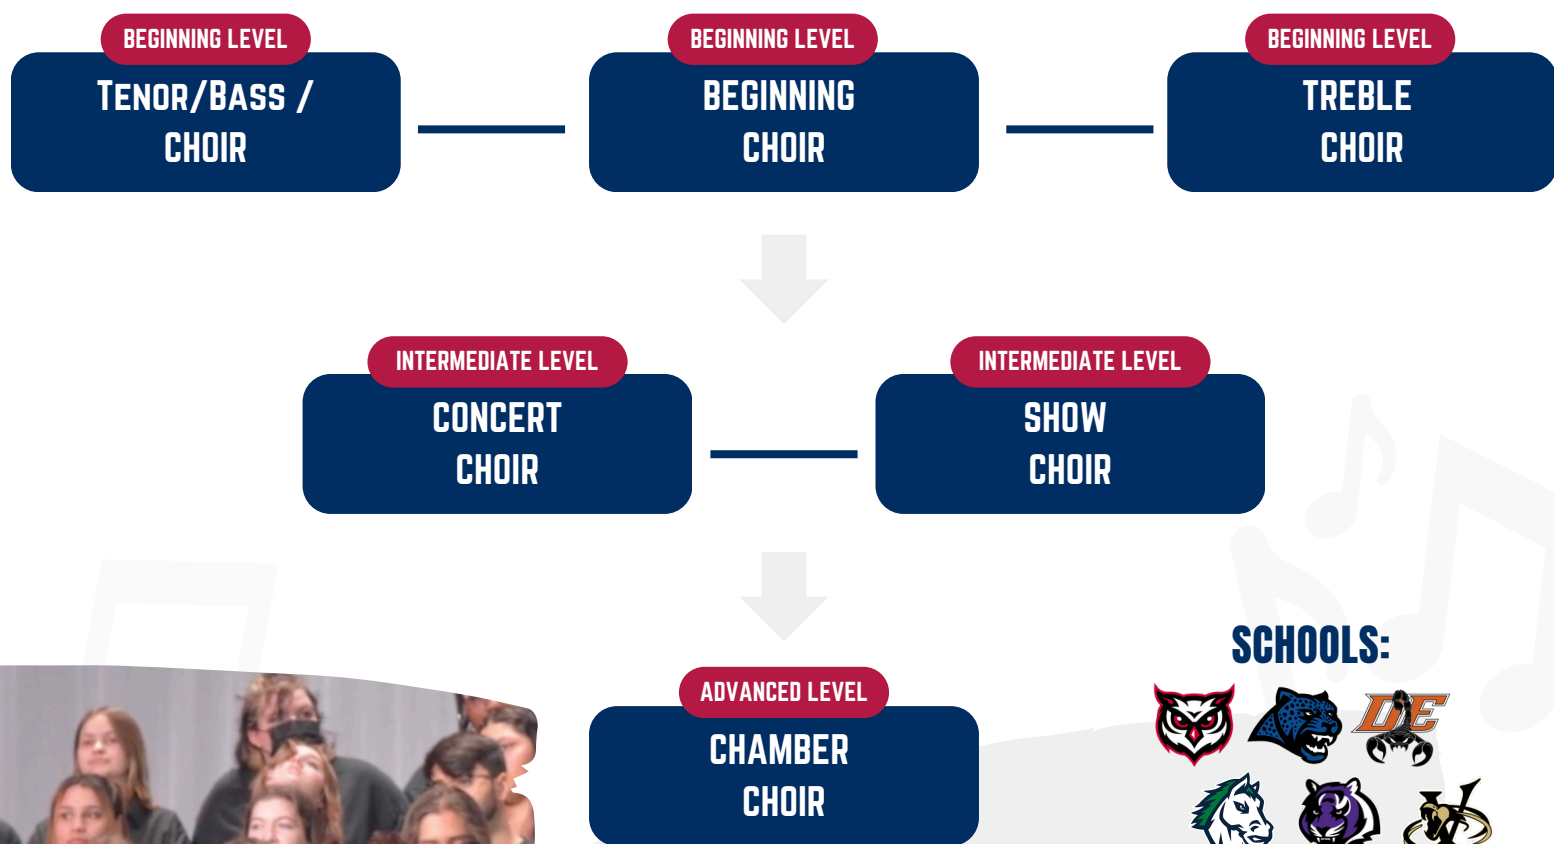 BEGINNING LEVEL
TENOR/BASS /
CHOIR
BEGINNING LEVEL
BEGINNING
CHOIR
BEGINNING LEVEL
TREBLE
CHOIR
INTERMEDIATE LEVEL
CONCERT
CHOIR
INTERMEDIATE LEVEL
SHOW
CHOIR
ADVANCED LEVEL
CHAMBER
CHOIR
SCHOOLS:
DE
V